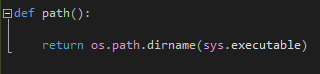 def path():
return os.path.dirname(sys.executable)